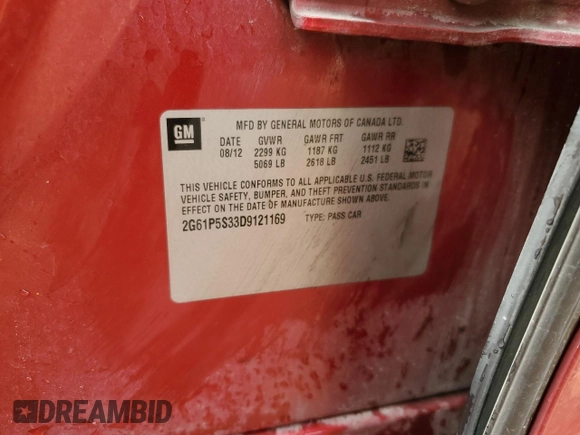 GM
MFD BY GENERAL MOTORS OF CANADA LTD.
DATE GVWR GAWR FRT GAWR RR
08/12 2299 KG 1187 KG 1112 KG
5069 LB 2618 LB 2451 LB
THIS VEHICLE CONFORMS TO ALL APPLICABLE U.S. FEDERAL MOTOR
VEHICLE SAFETY, BUMPER, AND THEFT PREVENTION STANDARDS IN
EFFECT ON THE DATE OF MANUFACTURE SHOWN ABOVE.
2G61P5S33D9121169 TYPE: PASS CAR
DREAMBID